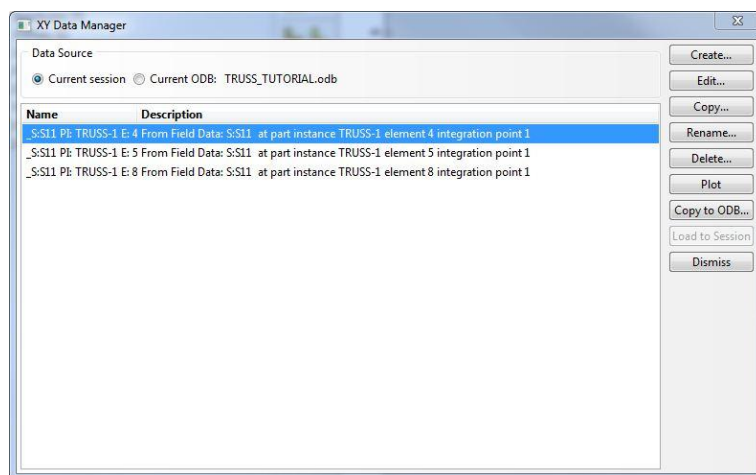 XY Data Manager
Data Source
Current session Current ODB: TRUSS_TUTORIAL.odb
Name Description
_S:S11 PI: TRUSS-1 E: 4 From Field Data: S:S11 at part instance TRUSS-1 element 4 integration point 1
_S:S11 PI: TRUSS-1 E: 5 From Field Data: S:S11 at part instance TRUSS-1 element 5 integration point 1
_S:S11 PI: TRUSS-1 E: 8 From Field Data: S:S11 at part instance TRUSS-1 element 8 integration point 1
Create...
Edit...
Copy...
Rename...
Delete...
Plot
Copy to ODB...
Load to Session
Dismiss